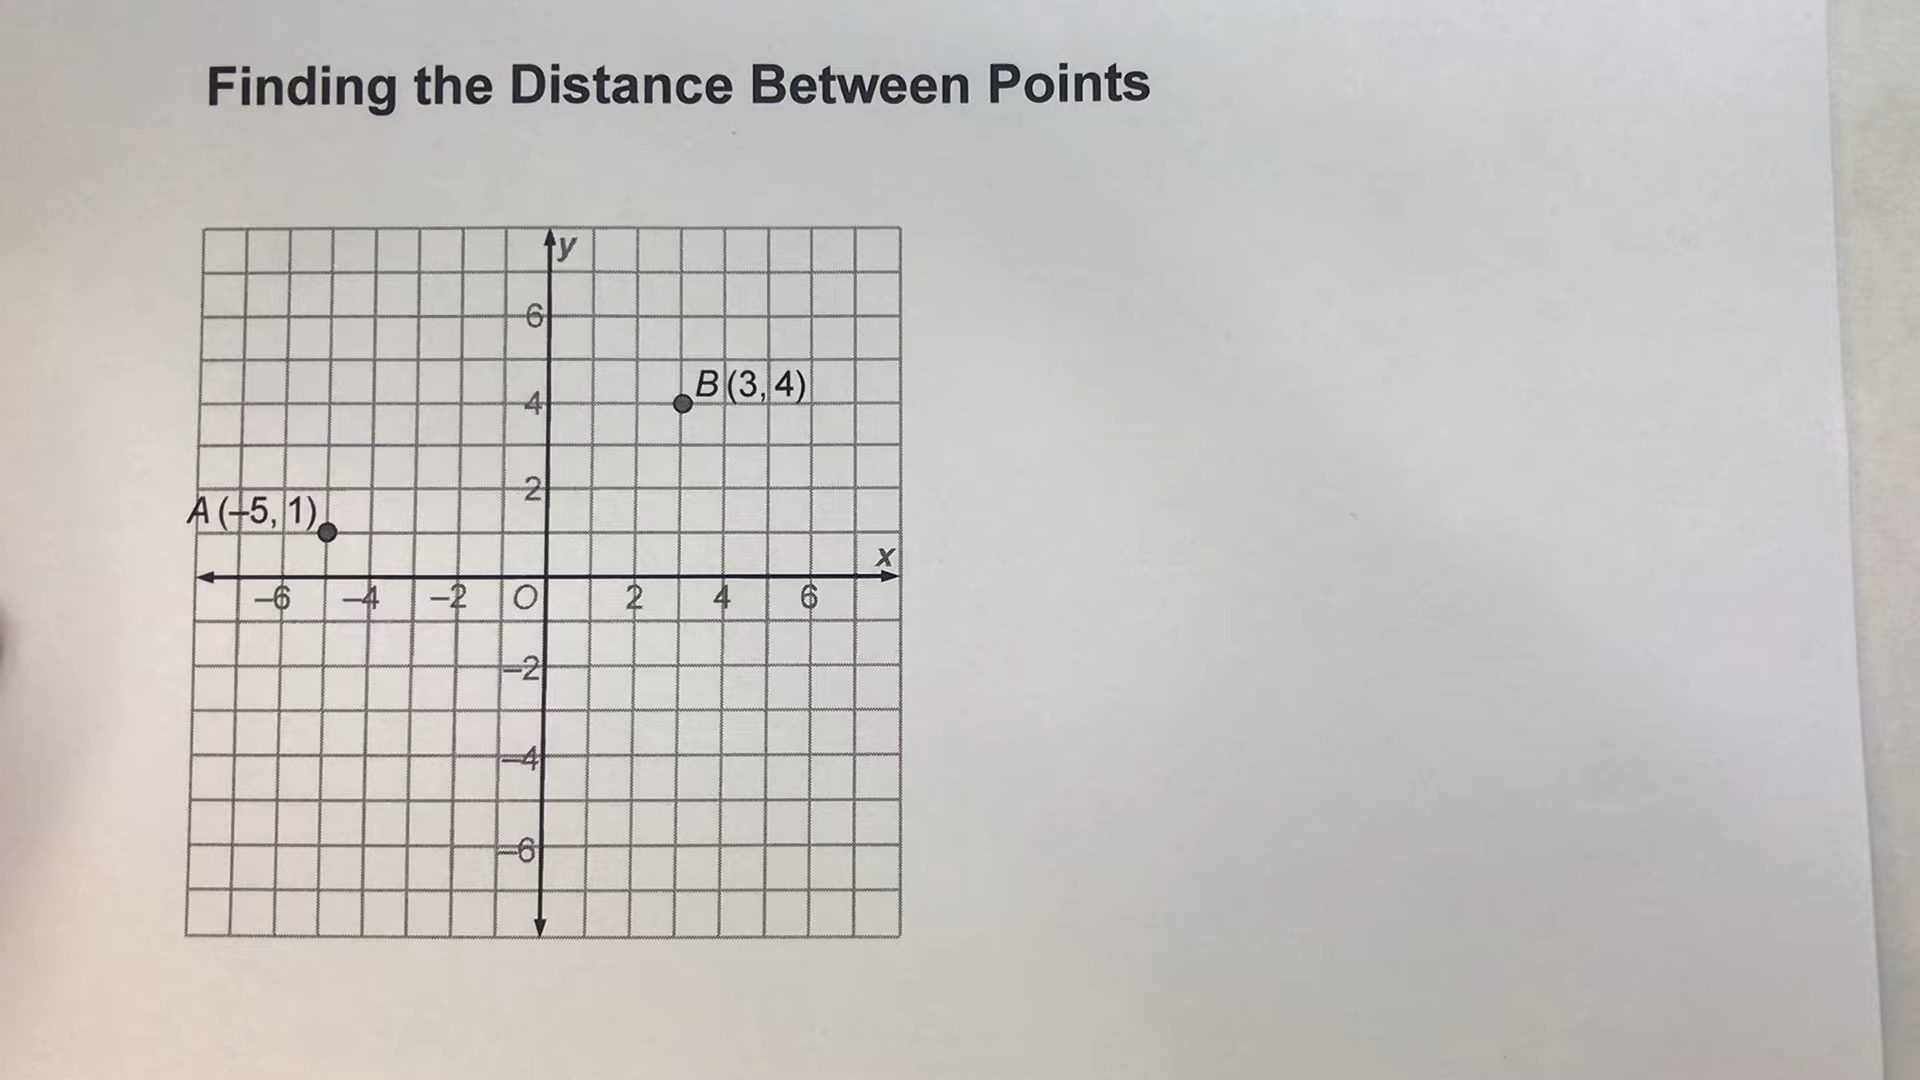 Finding the Distance Between Points
y
6
B (3, 4)
4
2
A (–5, 1)
x
–6 –4 –2 O 2 4 6
–2
–4
–6